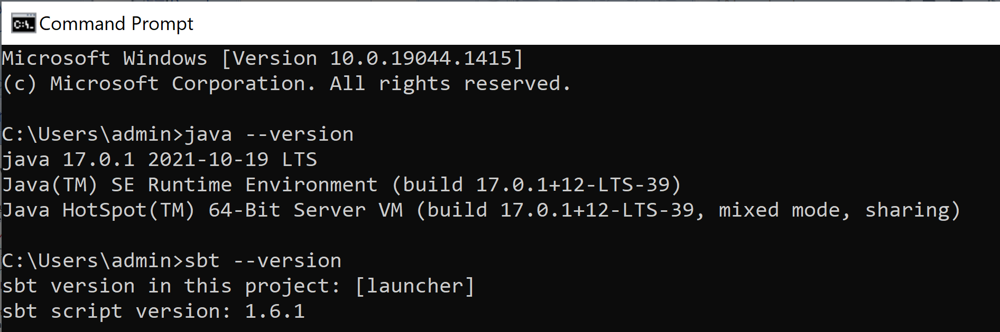 Command Prompt
Microsoft Windows [Version 10.0.19044.1415]
(c) Microsoft Corporation. All rights reserved.
C:\Users\admin>java --version
java 17.0.1 2021-10-19 LTS
Java(TM) SE Runtime Environment (build 17.0.1+12-LTS-39)
Java HotSpot(TM) 64-Bit Server VM (build 17.0.1+12-LTS-39, mixed mode, sharing)
C:\Users\admin>sbt --version
sbt version in this project: [launcher]
sbt script version: 1.6.1